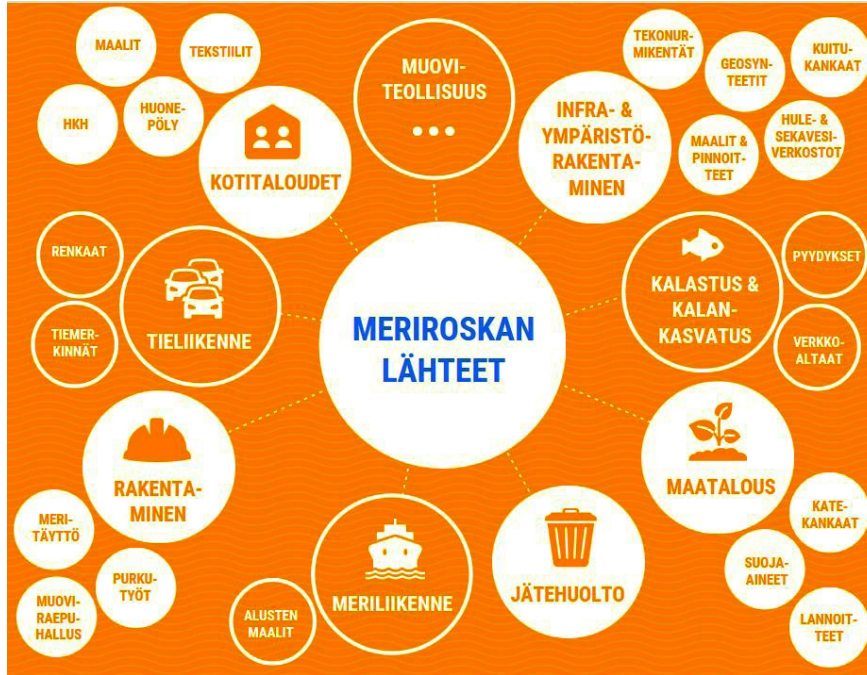 MAALIT
TEKSTIILIT
HKH
HUONE-
PÖLY
KOTITALOUDET
MUOVI-
TEOLLISUUS
INFRA- &
YMPÄRISTÖ-
RAKENTA-
MINEN
TEKONUR-
MIKENTÄT
GEOSYN-
TEETIT
KUITU-
KANKAAT
MAALIT &
PINNOIT-
TEET
HULE- &
SEKAVESI-
VERKOSTOT
RENKAAT
TIEMER-
KINNÄT
TIELIIKENNE
MERIROSKAN
LÄHTEET
KALASTUS &
KALAN-
KASVATUS
PYYDYKSET
VERKKO-
ALTAAT
RAKENTA-
MINEN
MERI-
TÄYTTÖ
PURKU-
TYÖT
MUOVI-
RAEPU-
HALLUS
ALUSTEN
MAALIT
MERILIIKENNE
JÄTEHUOLTO
MAATALOUS
KATE-
KANKAAT
SUOJA-
AINEET
LANNOIT-
TEET